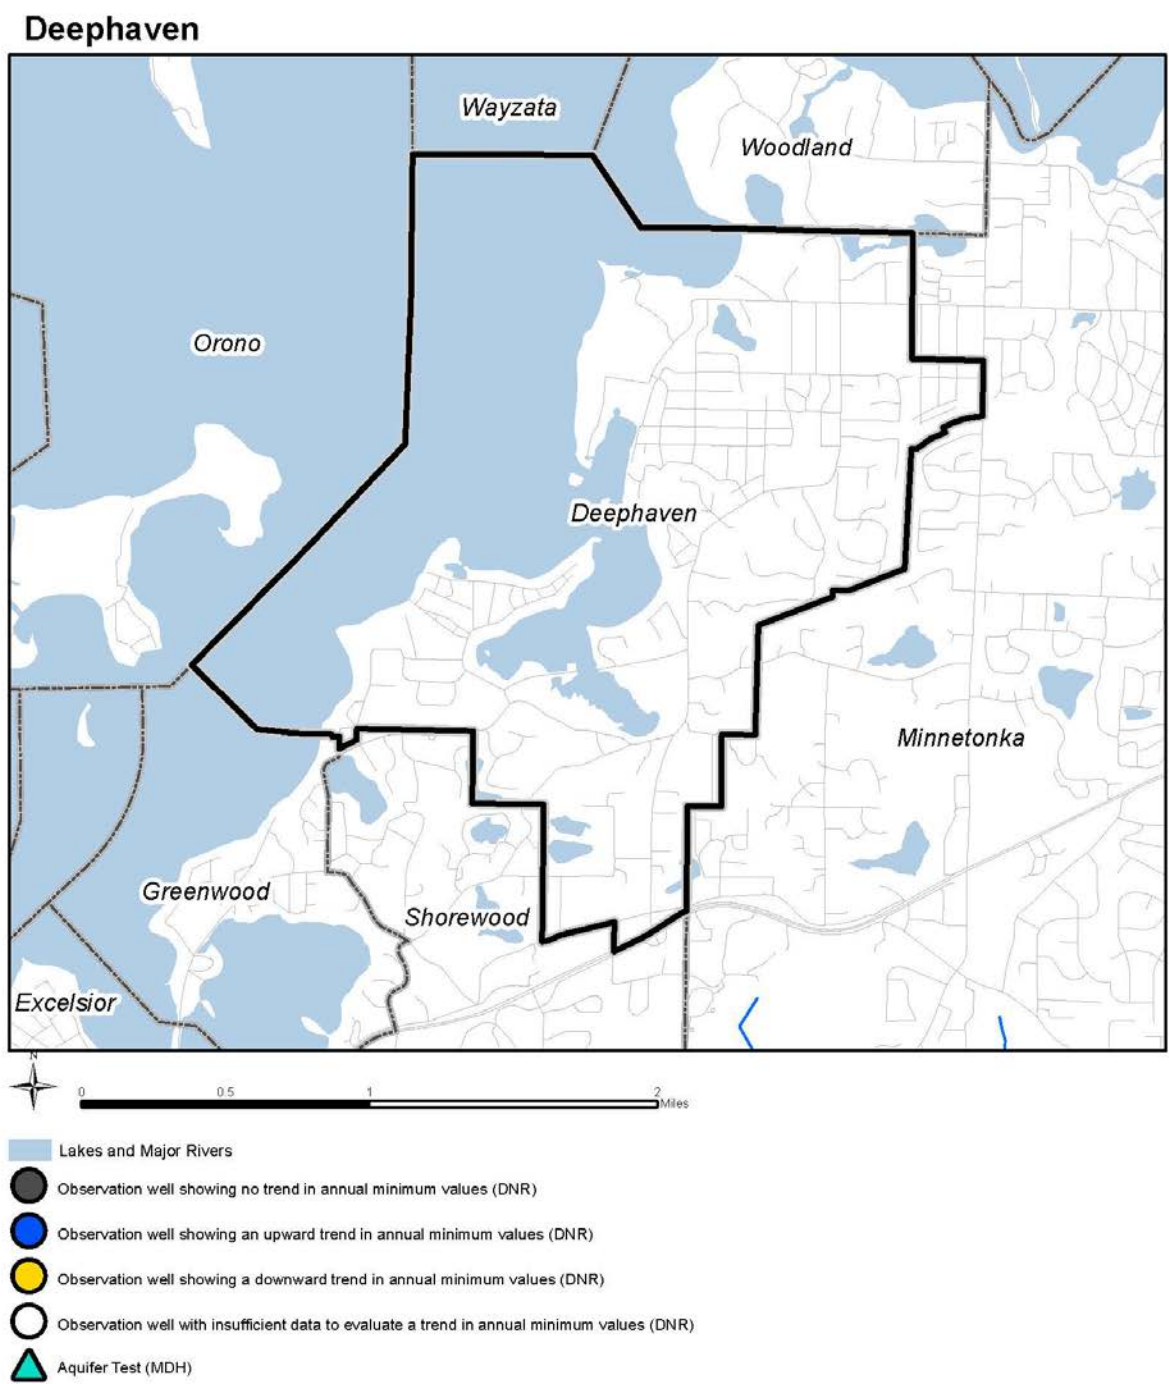 Deephaven
Wayzata
Woodland
Orono
Deephaven
Minnetonka
Greenwood
Shorewood
Excelsior
N
0 0.5 1 2
Miles
Lakes and Major Rivers
Observation well showing no trend in annual minimum values (DNR)
Observation well showing an upward trend in annual minimum values (DNR)
Observation well showing a downward trend in annual minimum values (DNR)
Observation well with insufficient data to evaluate a trend in annual minimum values (DNR)
Aquifer Test (MDH)